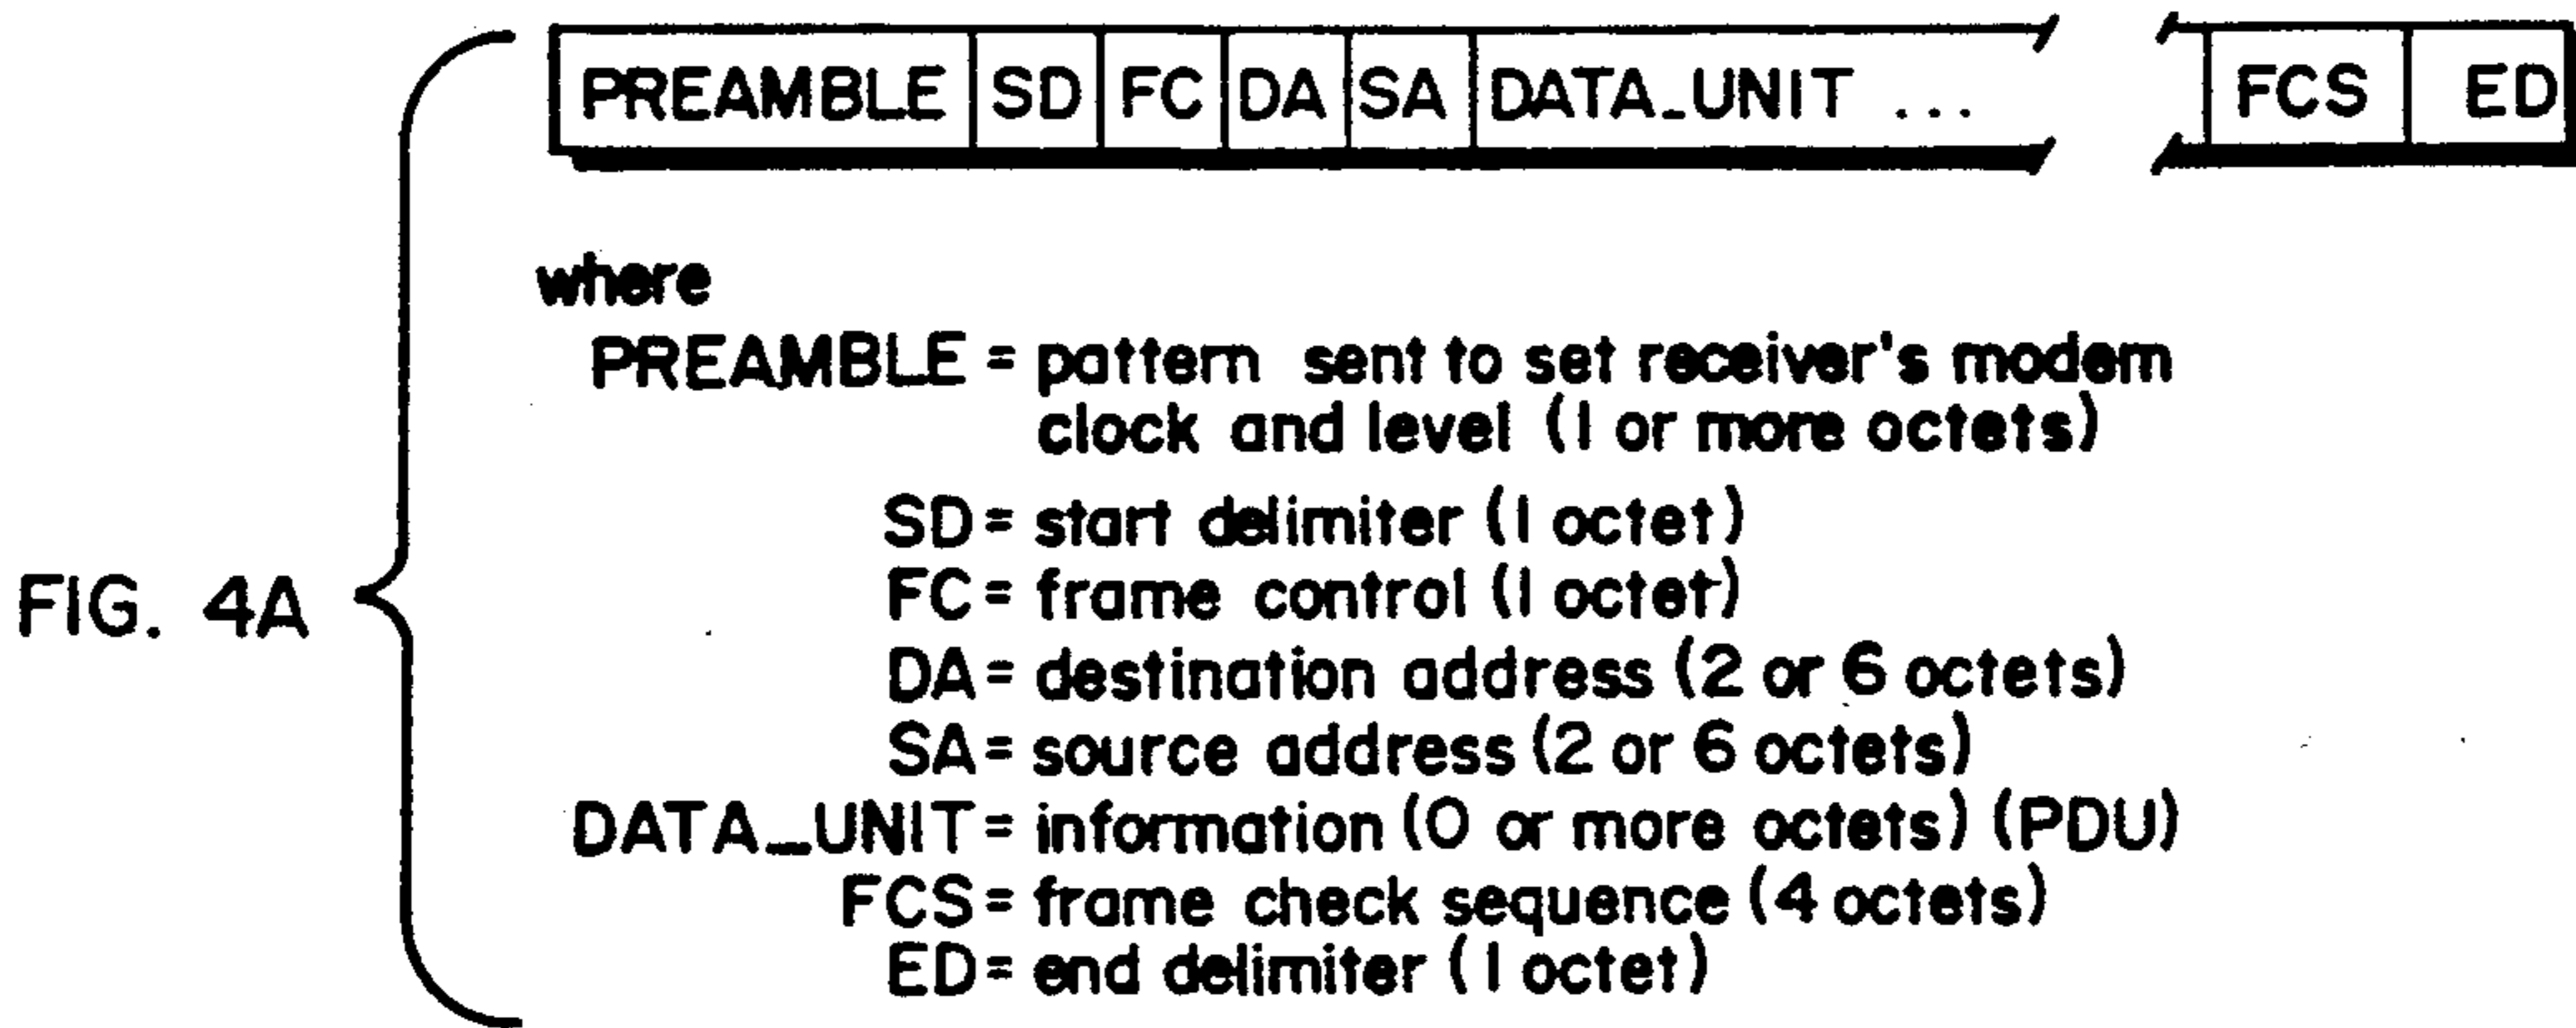 PREAMBLE SD FC DA SA DATA_UNIT ... FCS ED
where
PREAMBLE = pattern sent to set receiver's modem
clock and level (1 or more octets)
SD = start delimiter (1 octet)
FC = frame control (1 octet)
FIG. 4A
DA = destination address (2 or 6 octets)
SA = source address (2 or 6 octets)
DATA_UNIT = information (0 or more octets) (PDU)
FCS = frame check sequence (4 octets)
ED = end delimiter (1 octet)